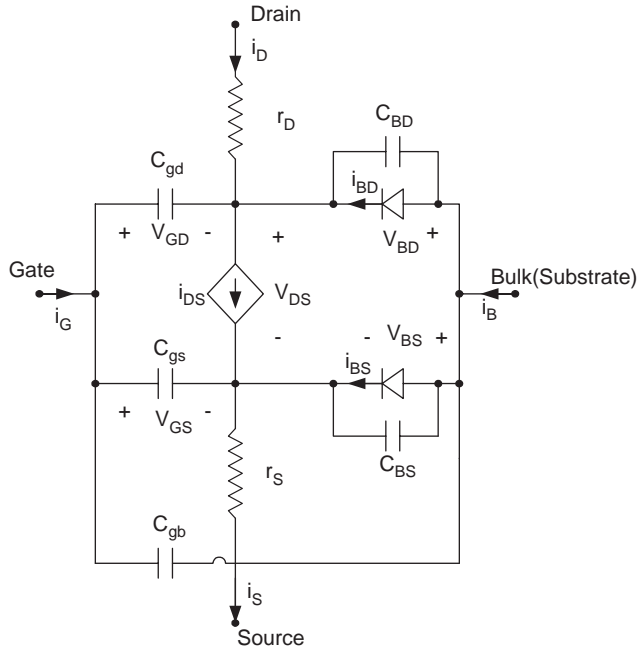 Drain
i_D
r_D
C_BD
C_gd
i_BD
+ V_GD -
+
V_BD +
Gate
i_G
i_DS
V_DS
Bulk(Substrate)
i_B
-
- V_BS +
C_gs
i_BS
+ V_GS -
r_S
C_BS
C_gb
i_S
Source